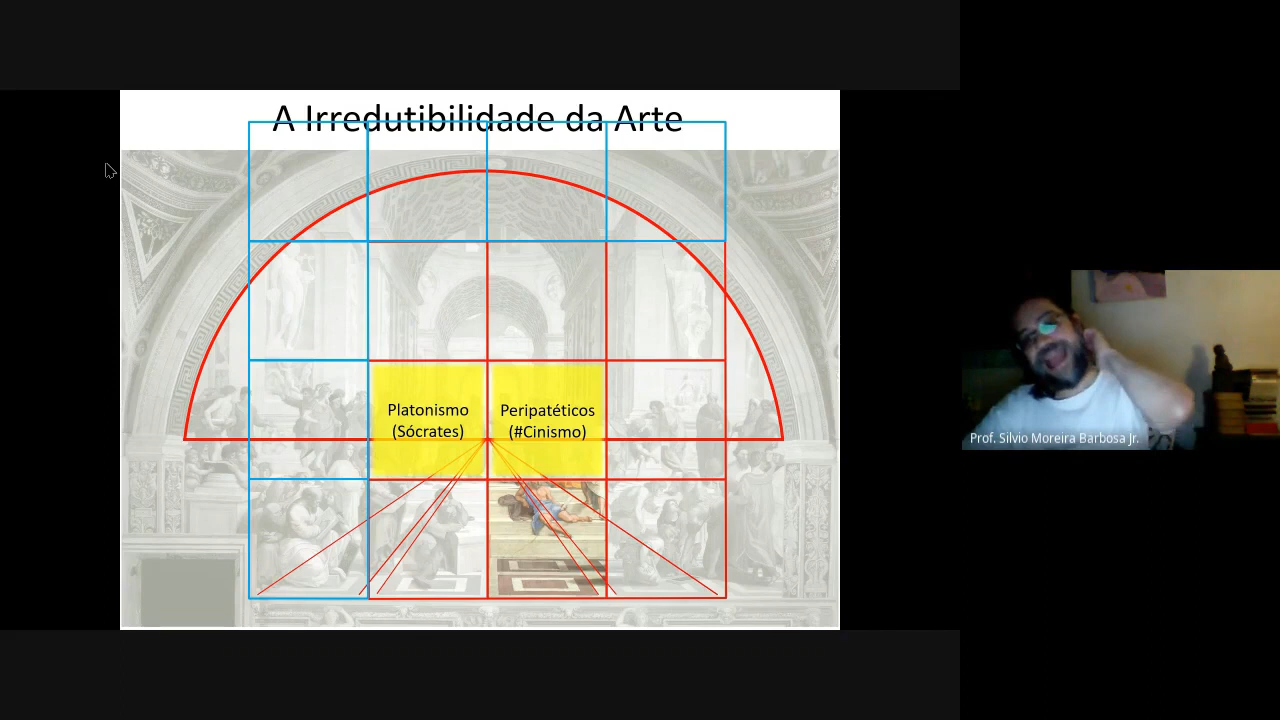 A Irredutibilidade da Arte
Platonismo
(Sócrates)
Peripatéticos
(#Cinismo)
Prof. Silvio Moreira Barbosa Jr.